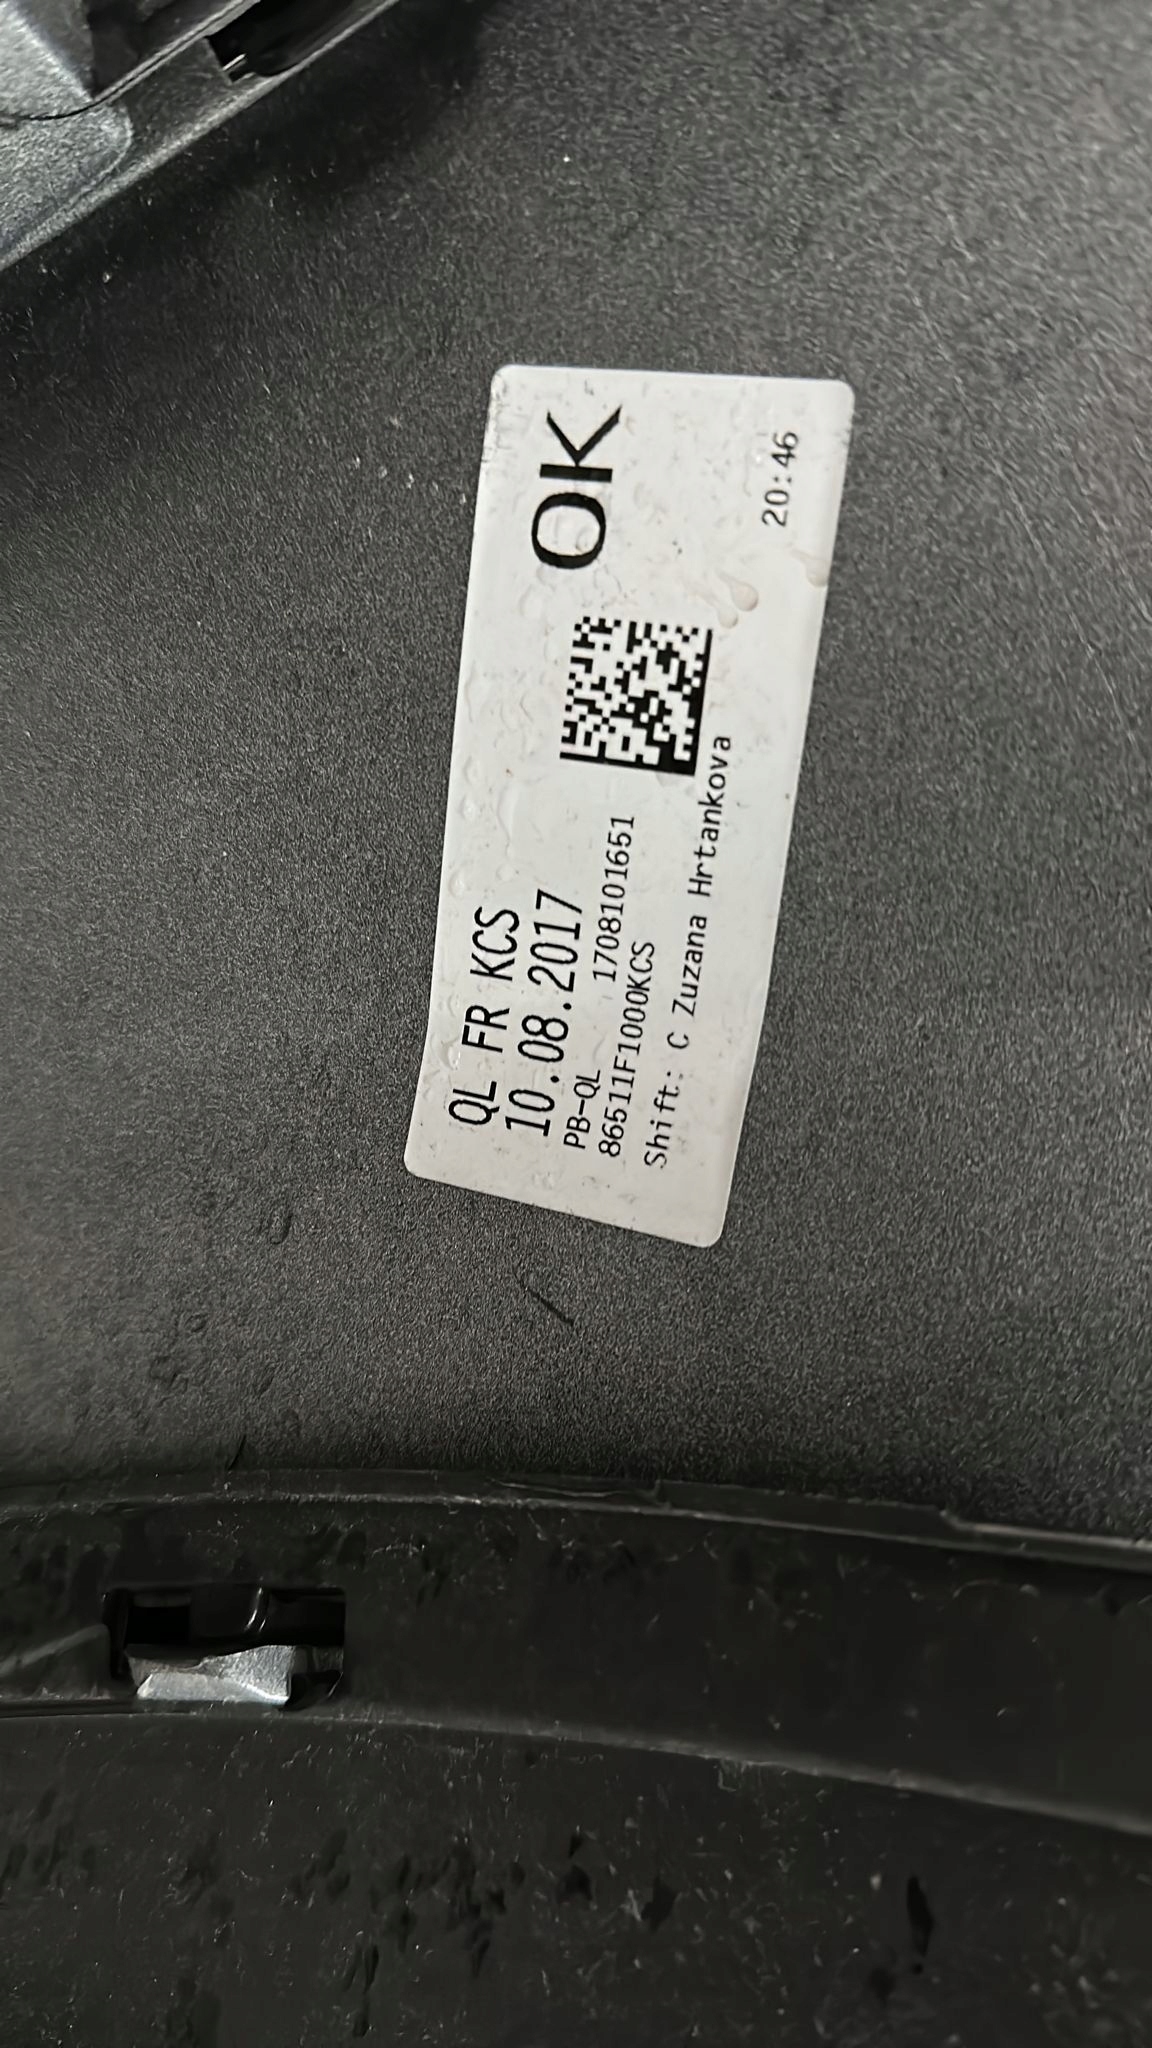 QL FR KCS
10.08.2017
PB-QL 1708101651
86511F1000KCS
Shift: C Zuzana Hrtankova
OK
20:46